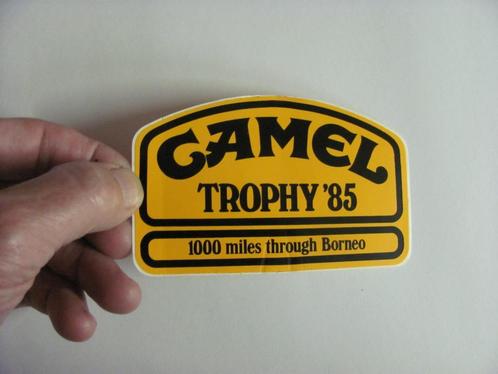 CAMEL
TROPHY '85
1000 miles through Borneo